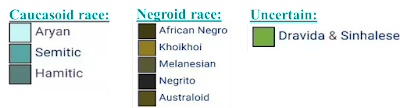 Caucasoid race:
Aryan
Semitic
Hamitic
Negroid race:
African Negro
Khoikhoi
Melanesian
Negrito
Australoid
Uncertain:
Dravida & Sinhalese